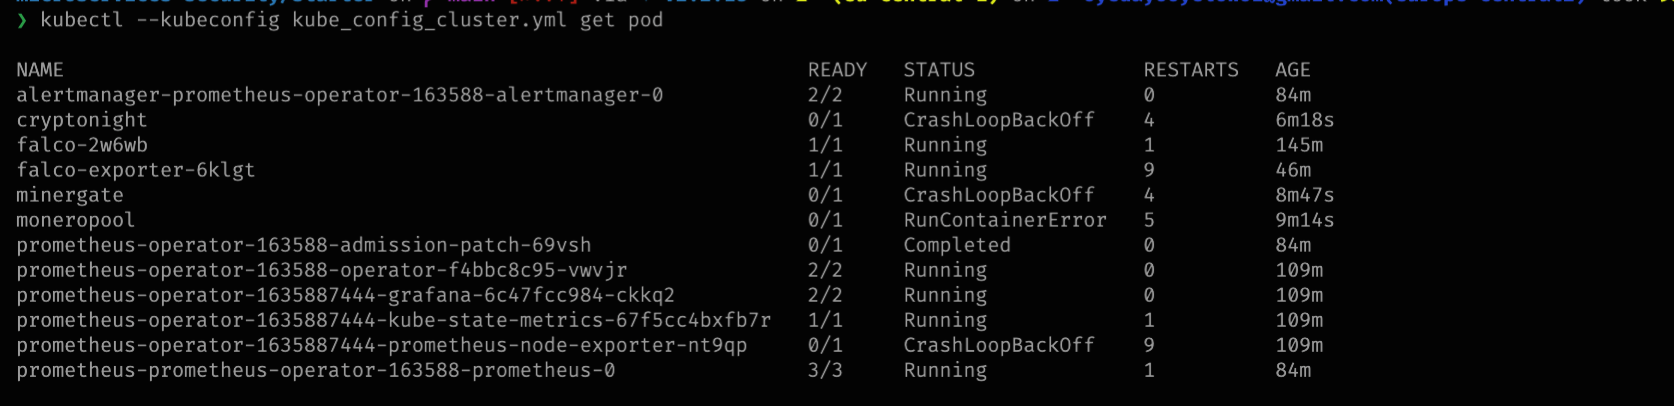 ❯ kubectl --kubeconfig kube_config_cluster.yml get pod
NAME READY STATUS RESTARTS AGE
alertmanager-prometheus-operator-163588-alertmanager-0 2/2 Running 0 84m
cryptonight 0/1 CrashLoopBackOff 4 6m18s
falco-2w6wb 1/1 Running 1 145m
falco-exporter-6klgt 1/1 Running 9 46m
minergate 0/1 CrashLoopBackOff 4 8m47s
moneropool 0/1 RunContainerError 5 9m14s
prometheus-operator-163588-admission-patch-69vsh 0/1 Completed 0 84m
prometheus-operator-163588-operator-f4bbc8c95-vwvjr 2/2 Running 0 109m
prometheus-operator-1635887444-grafana-6c47fcc984-ckkq2 2/2 Running 0 109m
prometheus-operator-1635887444-kube-state-metrics-67f5cc4bxfb7r 1/1 Running 1 109m
prometheus-operator-1635887444-prometheus-node-exporter-nt9qp 0/1 CrashLoopBackOff 9 109m
prometheus-prometheus-operator-163588-prometheus-0 3/3 Running 1 84m